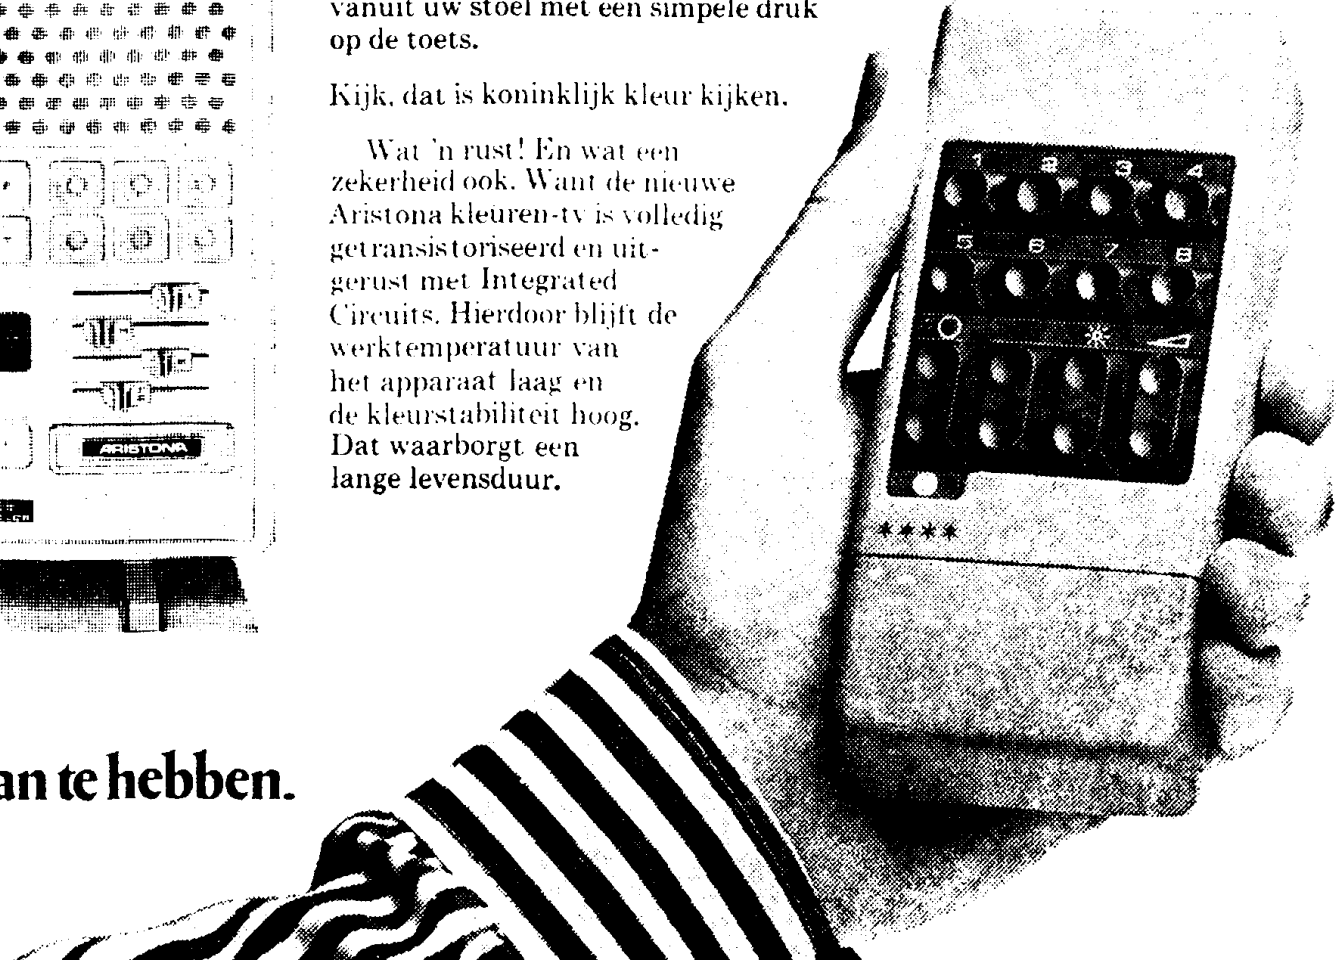 vanuit uw stoel met een simpele druk
op de toets.
Kijk, dat is koninklijk kleur kijken.
Wat 'n rust! En wat een
zekerheid ook. Want de nieuwe
Aristona kleuren-tv is volledig
getransistoriseerd en uit-
gerust met Integrated
Circuits. Hierdoor blijft de
werktemperatuur van
het apparaat laag en
de kleurstabiliteit hoog.
Dat waarborgt een
lange levensduur.
ARISTONA
an te hebben.
1 2 3 4
5 6 7 8
****